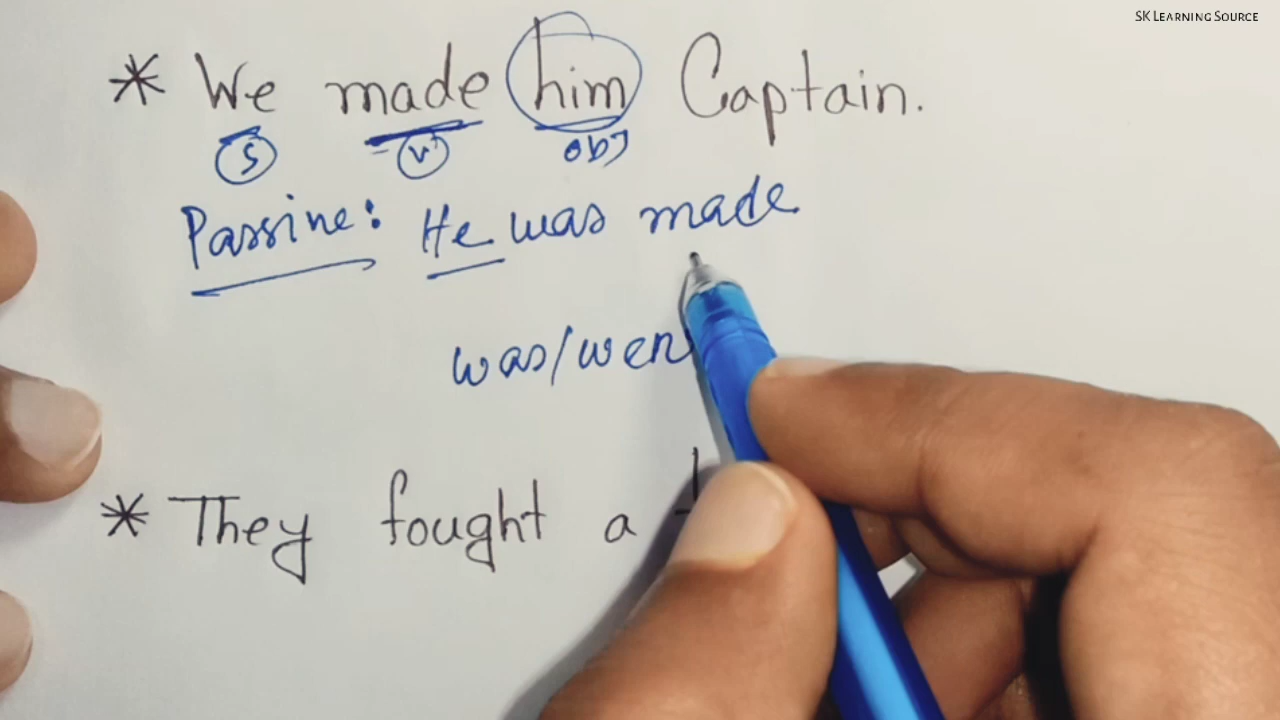 SK LEARNING SOURCE
* We made him Captain.
S V obj
Passive: He was made
was/were
* They fought a